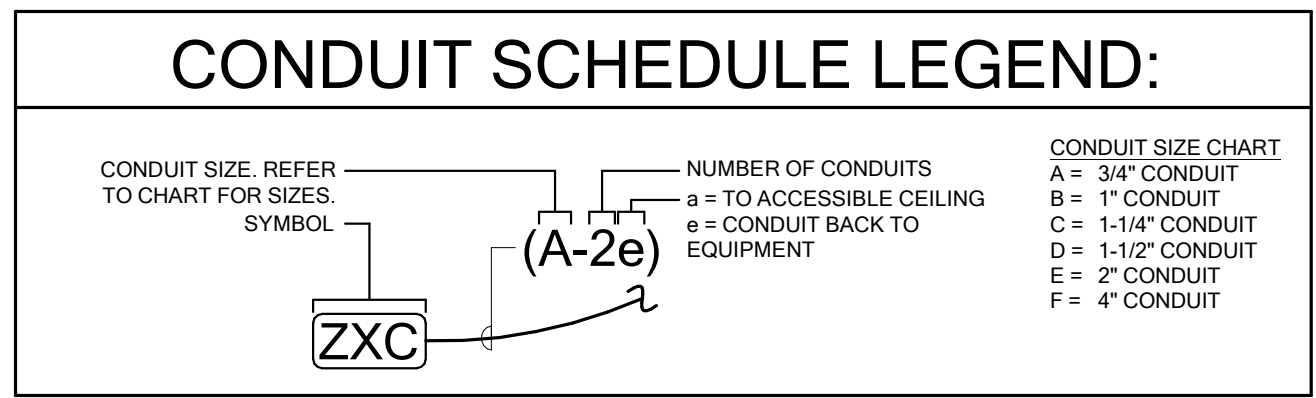 CONDUIT SCHEDULE LEGEND:
CONDUIT SIZE. REFER
TO CHART FOR SIZES.
SYMBOL
NUMBER OF CONDUITS
a = TO ACCESSIBLE CEILING
e = CONDUIT BACK TO
EQUIPMENT
(A-2e)
ZXC
CONDUIT SIZE CHART
A = 3/4" CONDUIT
B = 1" CONDUIT
C = 1-1/4" CONDUIT
D = 1-1/2" CONDUIT
E = 2" CONDUIT
F = 4" CONDUIT